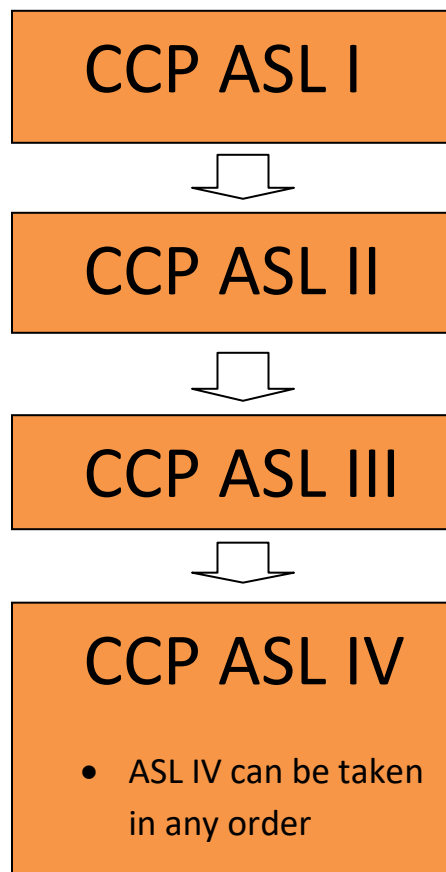 CCP ASL I
CCP ASL II
CCP ASL III
CCP ASL IV
• ASL IV can be taken
in any order